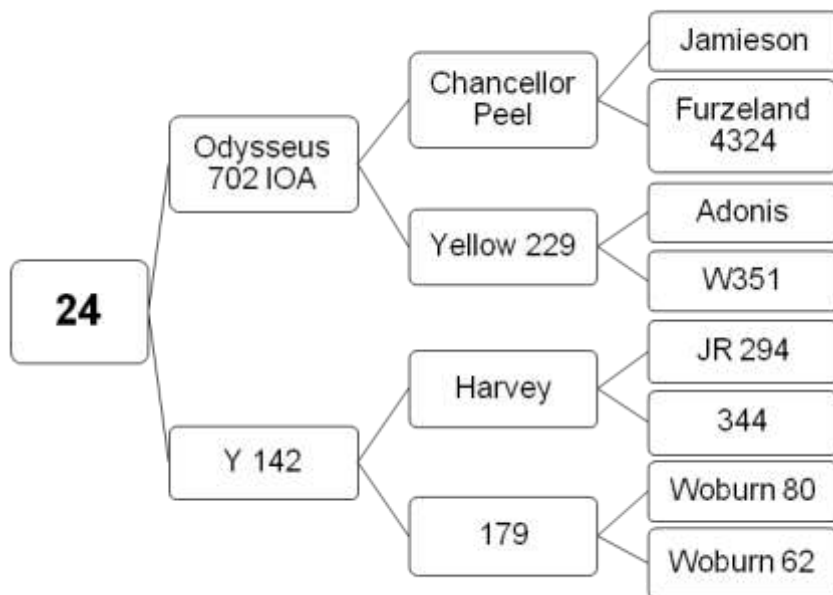 24
Odysseus
702 IOA
Y 142
Chancellor
Peel
Yellow 229
Harvey
179
Jamieson
Furzeland
4324
Adonis
W351
JR 294
344
Woburn 80
Woburn 62